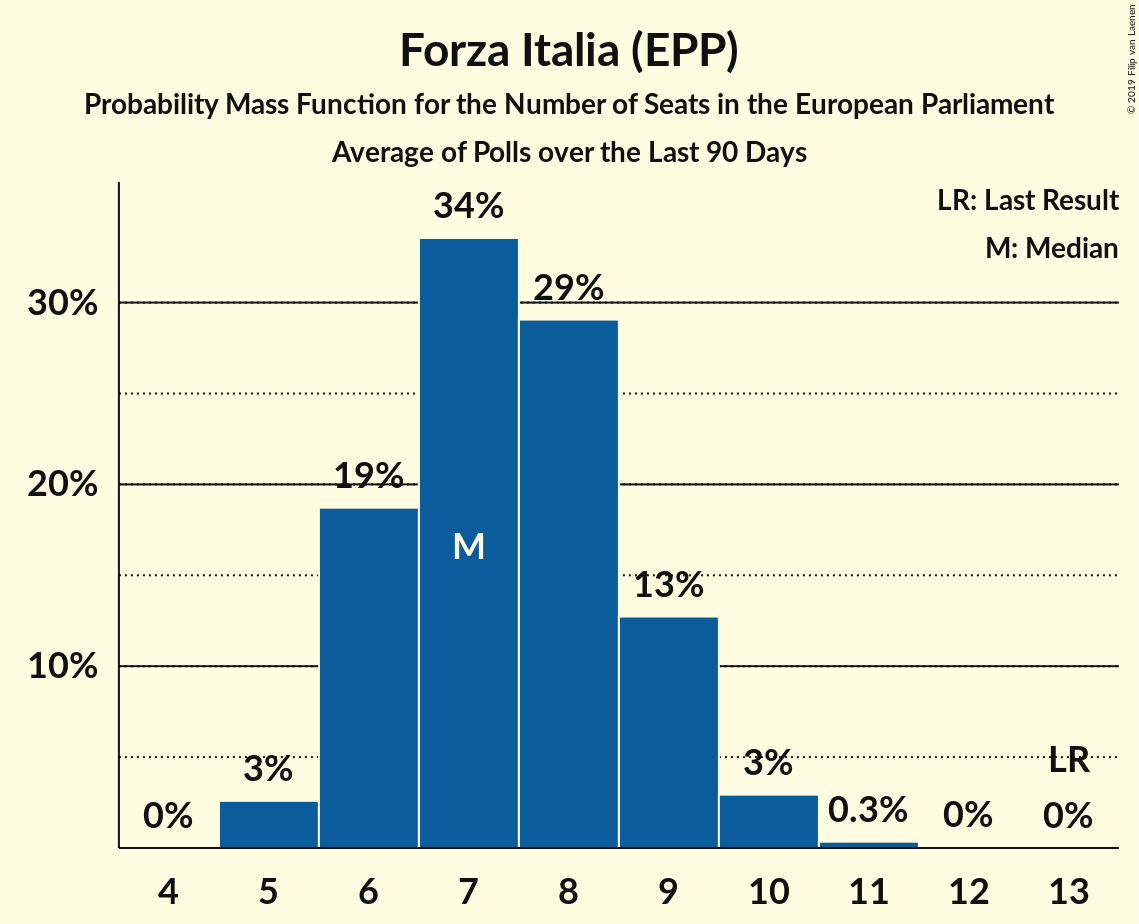 Forza Italia (EPP)
Probability Mass Function for the Number of Seats in the European Parliament
Average of Polls over the Last 90 Days
© 2019 Filip van Laenen
LR: Last Result
M: Median
34%
29%
30%
20%
19%
M
13%
10%
3%
3%
LR
0%
0.3%
0%
0%
4 5 6 7 8 9 10 11 12 13